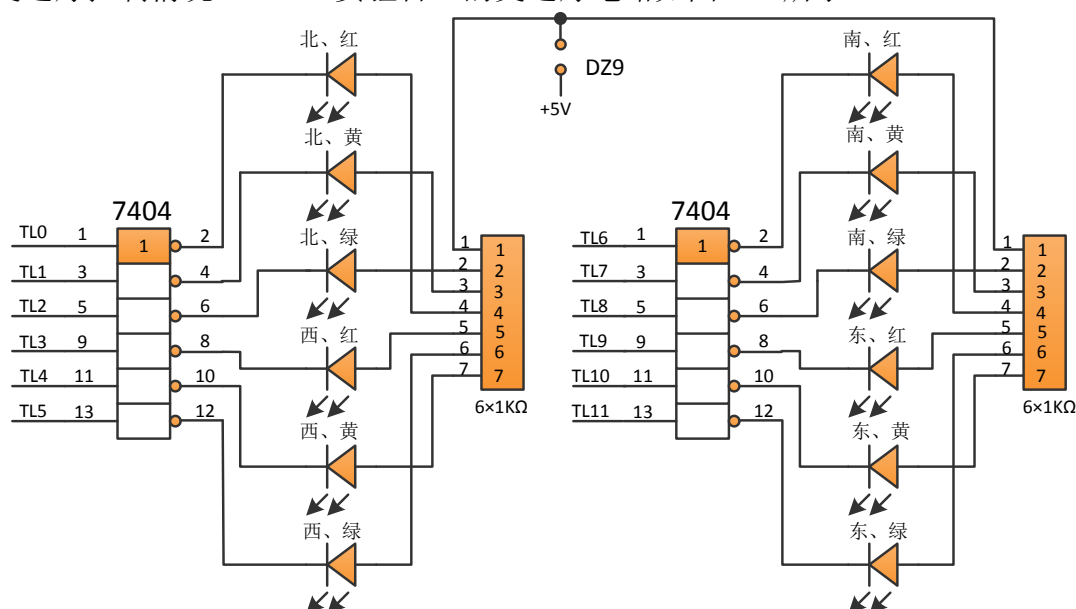 北、红
南、红
DZ9
+5V
北、黄
南、黄
7404
7404
TL0 1 1 2
北、绿
TL6 1 1 2
南、绿
TL1 3 4
TL7 3 4
TL2 5 6
TL8 5 6
TL3 9 8
西、红
TL9 9 8
东、红
TL4 11 10
TL10 11 10
TL5 13 12
TL11 13 12
1 1
2 2
3 3
4 4
5 5
6 6
7 7
6×1KΩ
1 1
2 2
3 3
4 4
5 5
6 6
7 7
6×1KΩ
西、黄
东、黄
西、绿
东、绿